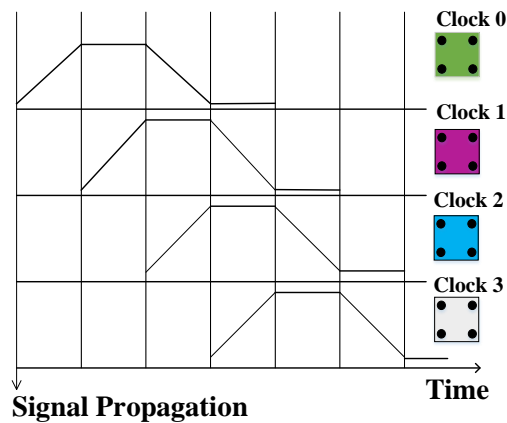 Clock 0
Clock 1
Clock 2
Clock 3
Time
Signal Propagation